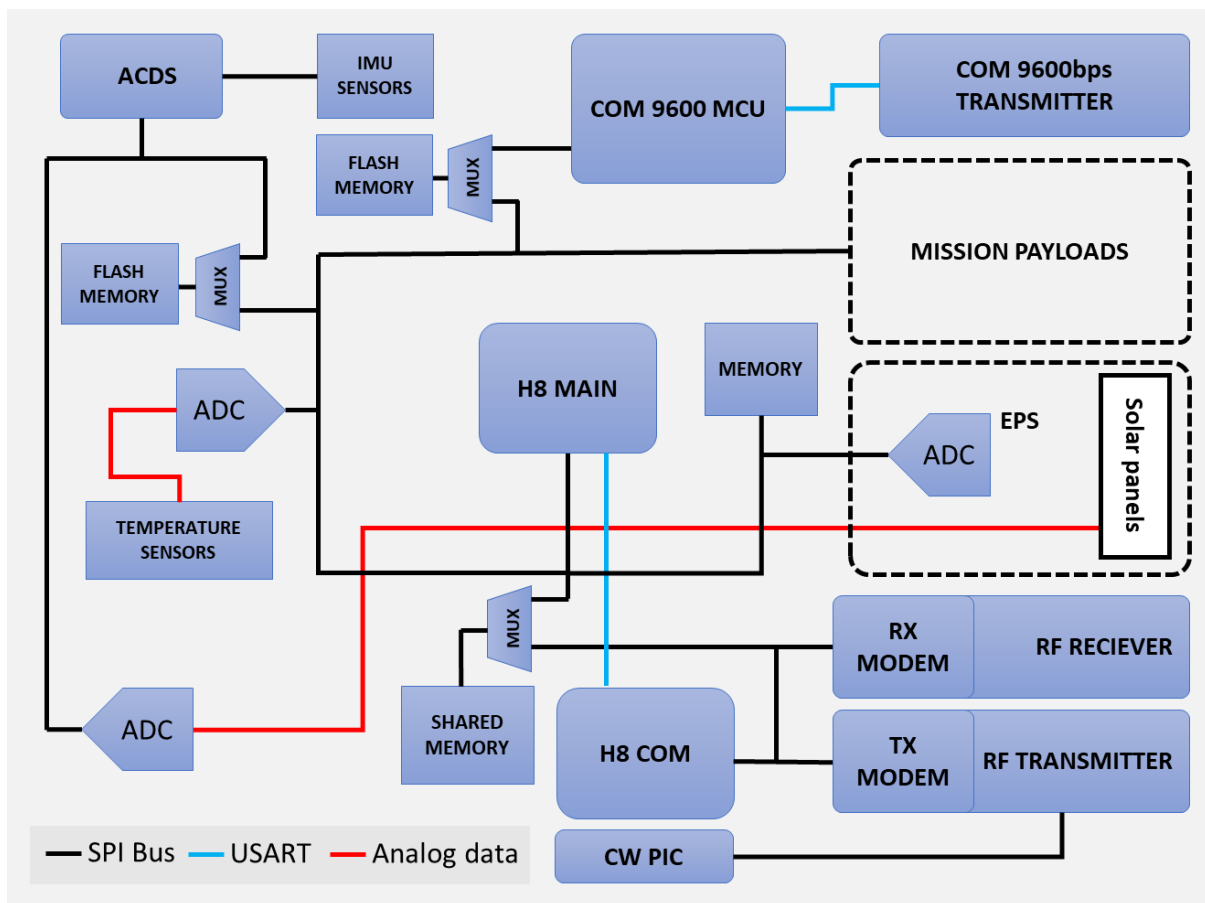 ACDS
IMU
SENSORS
COM 9600 MCU
COM 9600bps
TRANSMITTER
FLASH
MEMORY
MUX
MISSION PAYLOADS
FLASH
MEMORY
MUX
H8 MAIN
MEMORY
ADC
EPS
ADC
Solar panels
TEMPERATURE
SENSORS
MUX
RX
MODEM
RF RECIEVER
SHARED
MEMORY
ADC
H8 COM
TX
MODEM
RF TRANSMITTER
CW PIC
SPI Bus
USART
Analog data